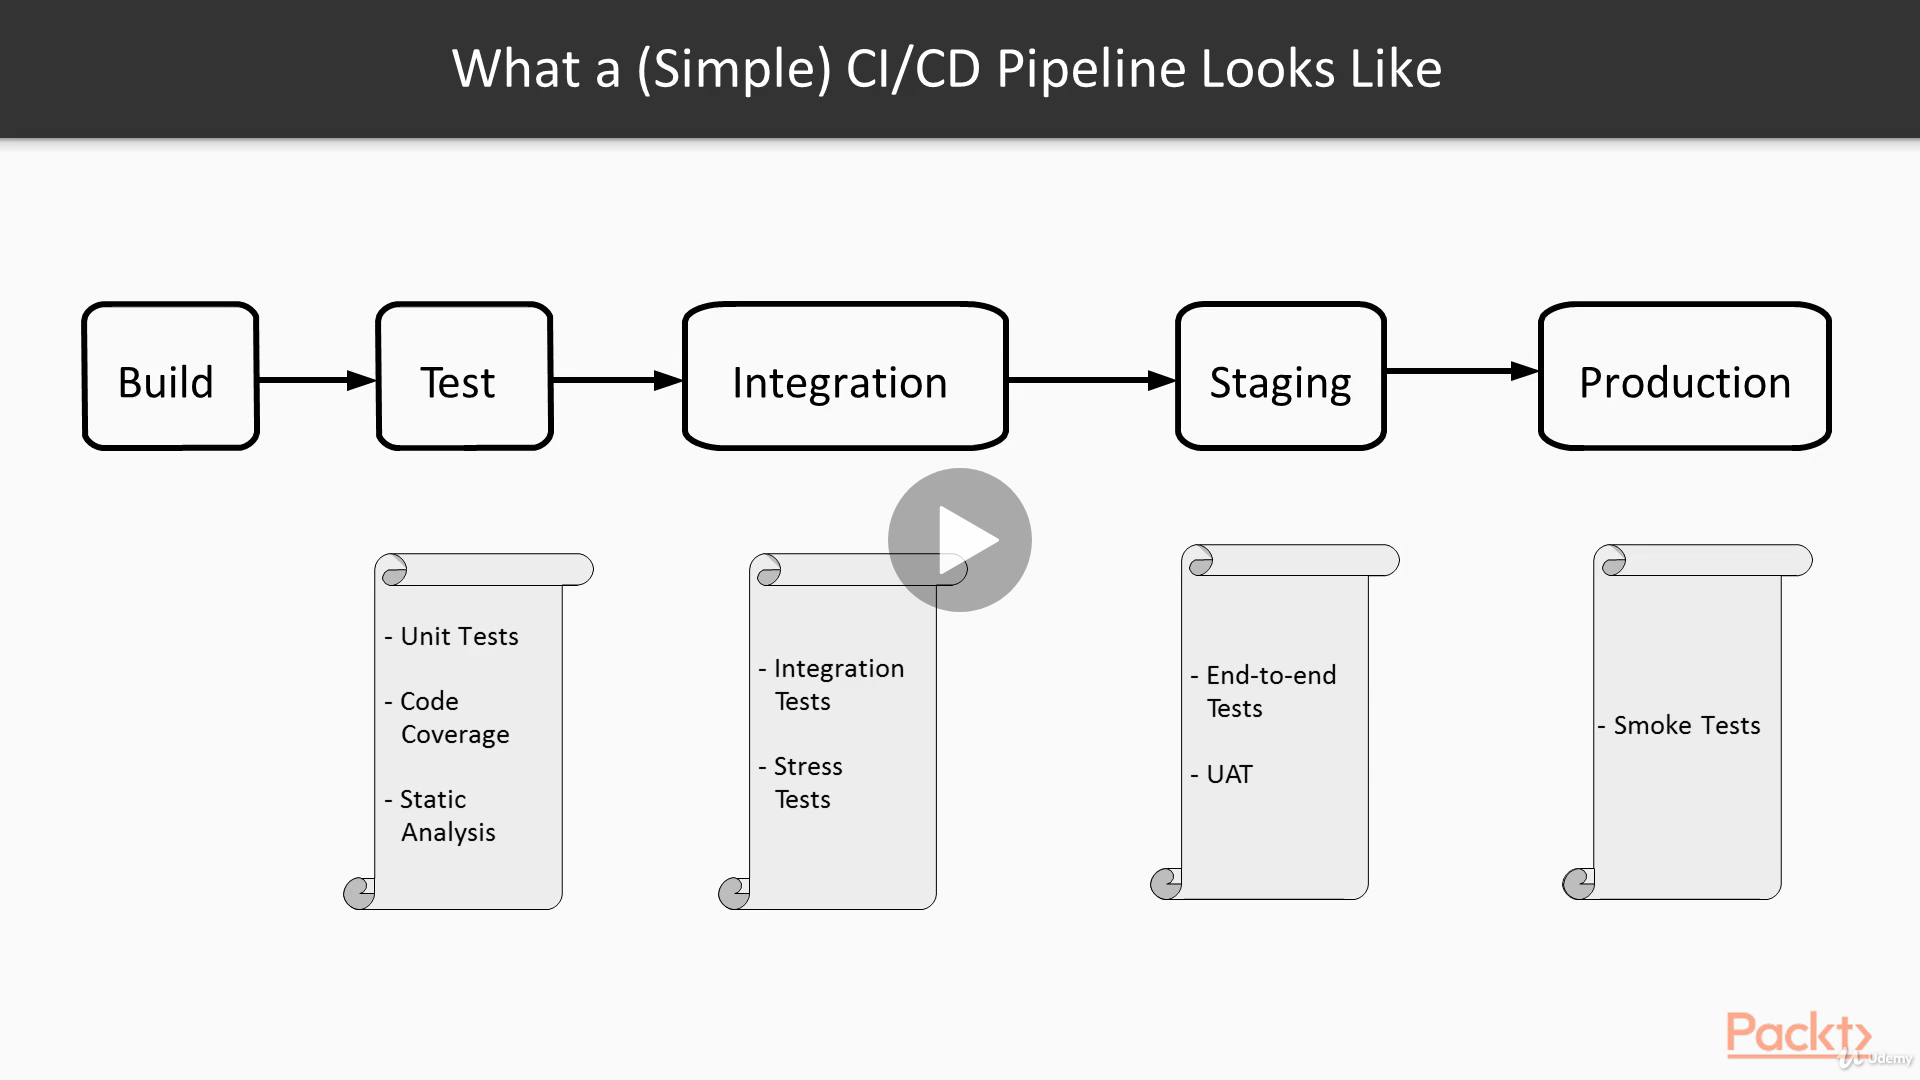 What a (Simple) CI/CD Pipeline Looks Like
Build
Test
Integration
Staging
Production
- Unit Tests
- Code
Coverage
- Static
Analysis
- Integration
Tests
- Stress
Tests
- End-to-end
Tests
- UAT
- Smoke Tests
Packt
Udemy